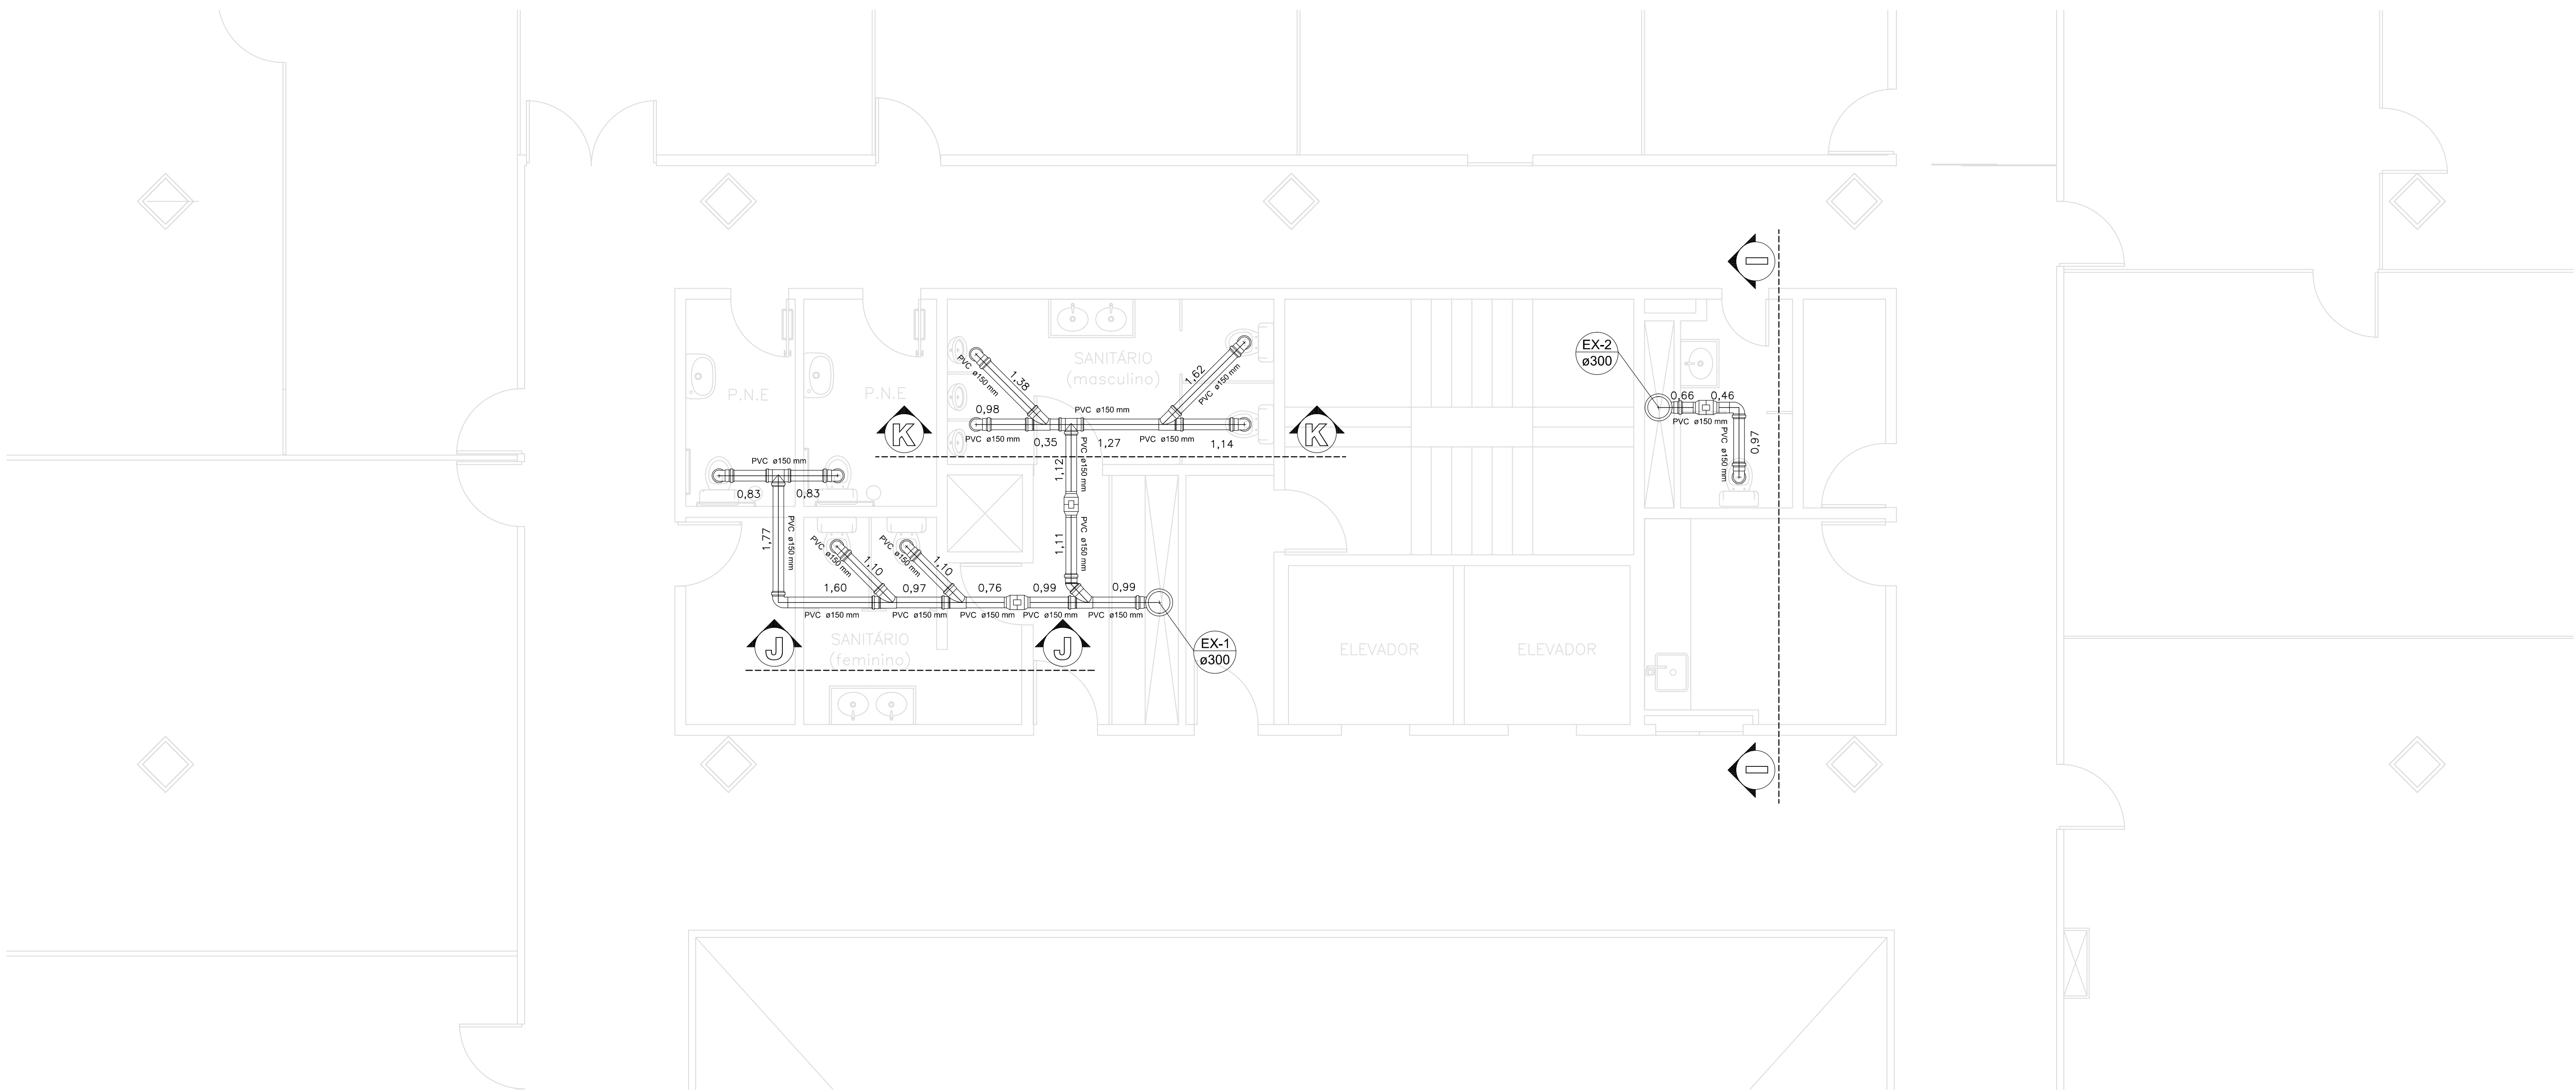 I
EX-2
ø300
SANITÁRIO
(masculino)
P.N.E
P.N.E
PVC ø150 mm
1,38
1,62
PVC ø150 mm
0,66
0,46
PVC ø150 mm
0,98
PVC ø150 mm
K
K
PVC ø150 mm
0,35
1,27
PVC ø150 mm
1,14
PVC ø150 mm
0,97
PVC ø150 mm
0,83
0,83
1,12
PVC ø150 mm
1,77
PVC ø150 mm
PVC ø150 mm
1,10
PVC ø150 mm
1,10
1,11
PVC ø150 mm
1,60
0,97
0,76
0,99
0,99
PVC ø150 mm
PVC ø150 mm
PVC ø150 mm
PVC ø150 mm
PVC ø150 mm
J
SANITÁRIO
(feminino)
J
EX-1
ø300
ELEVADOR
ELEVADOR
I